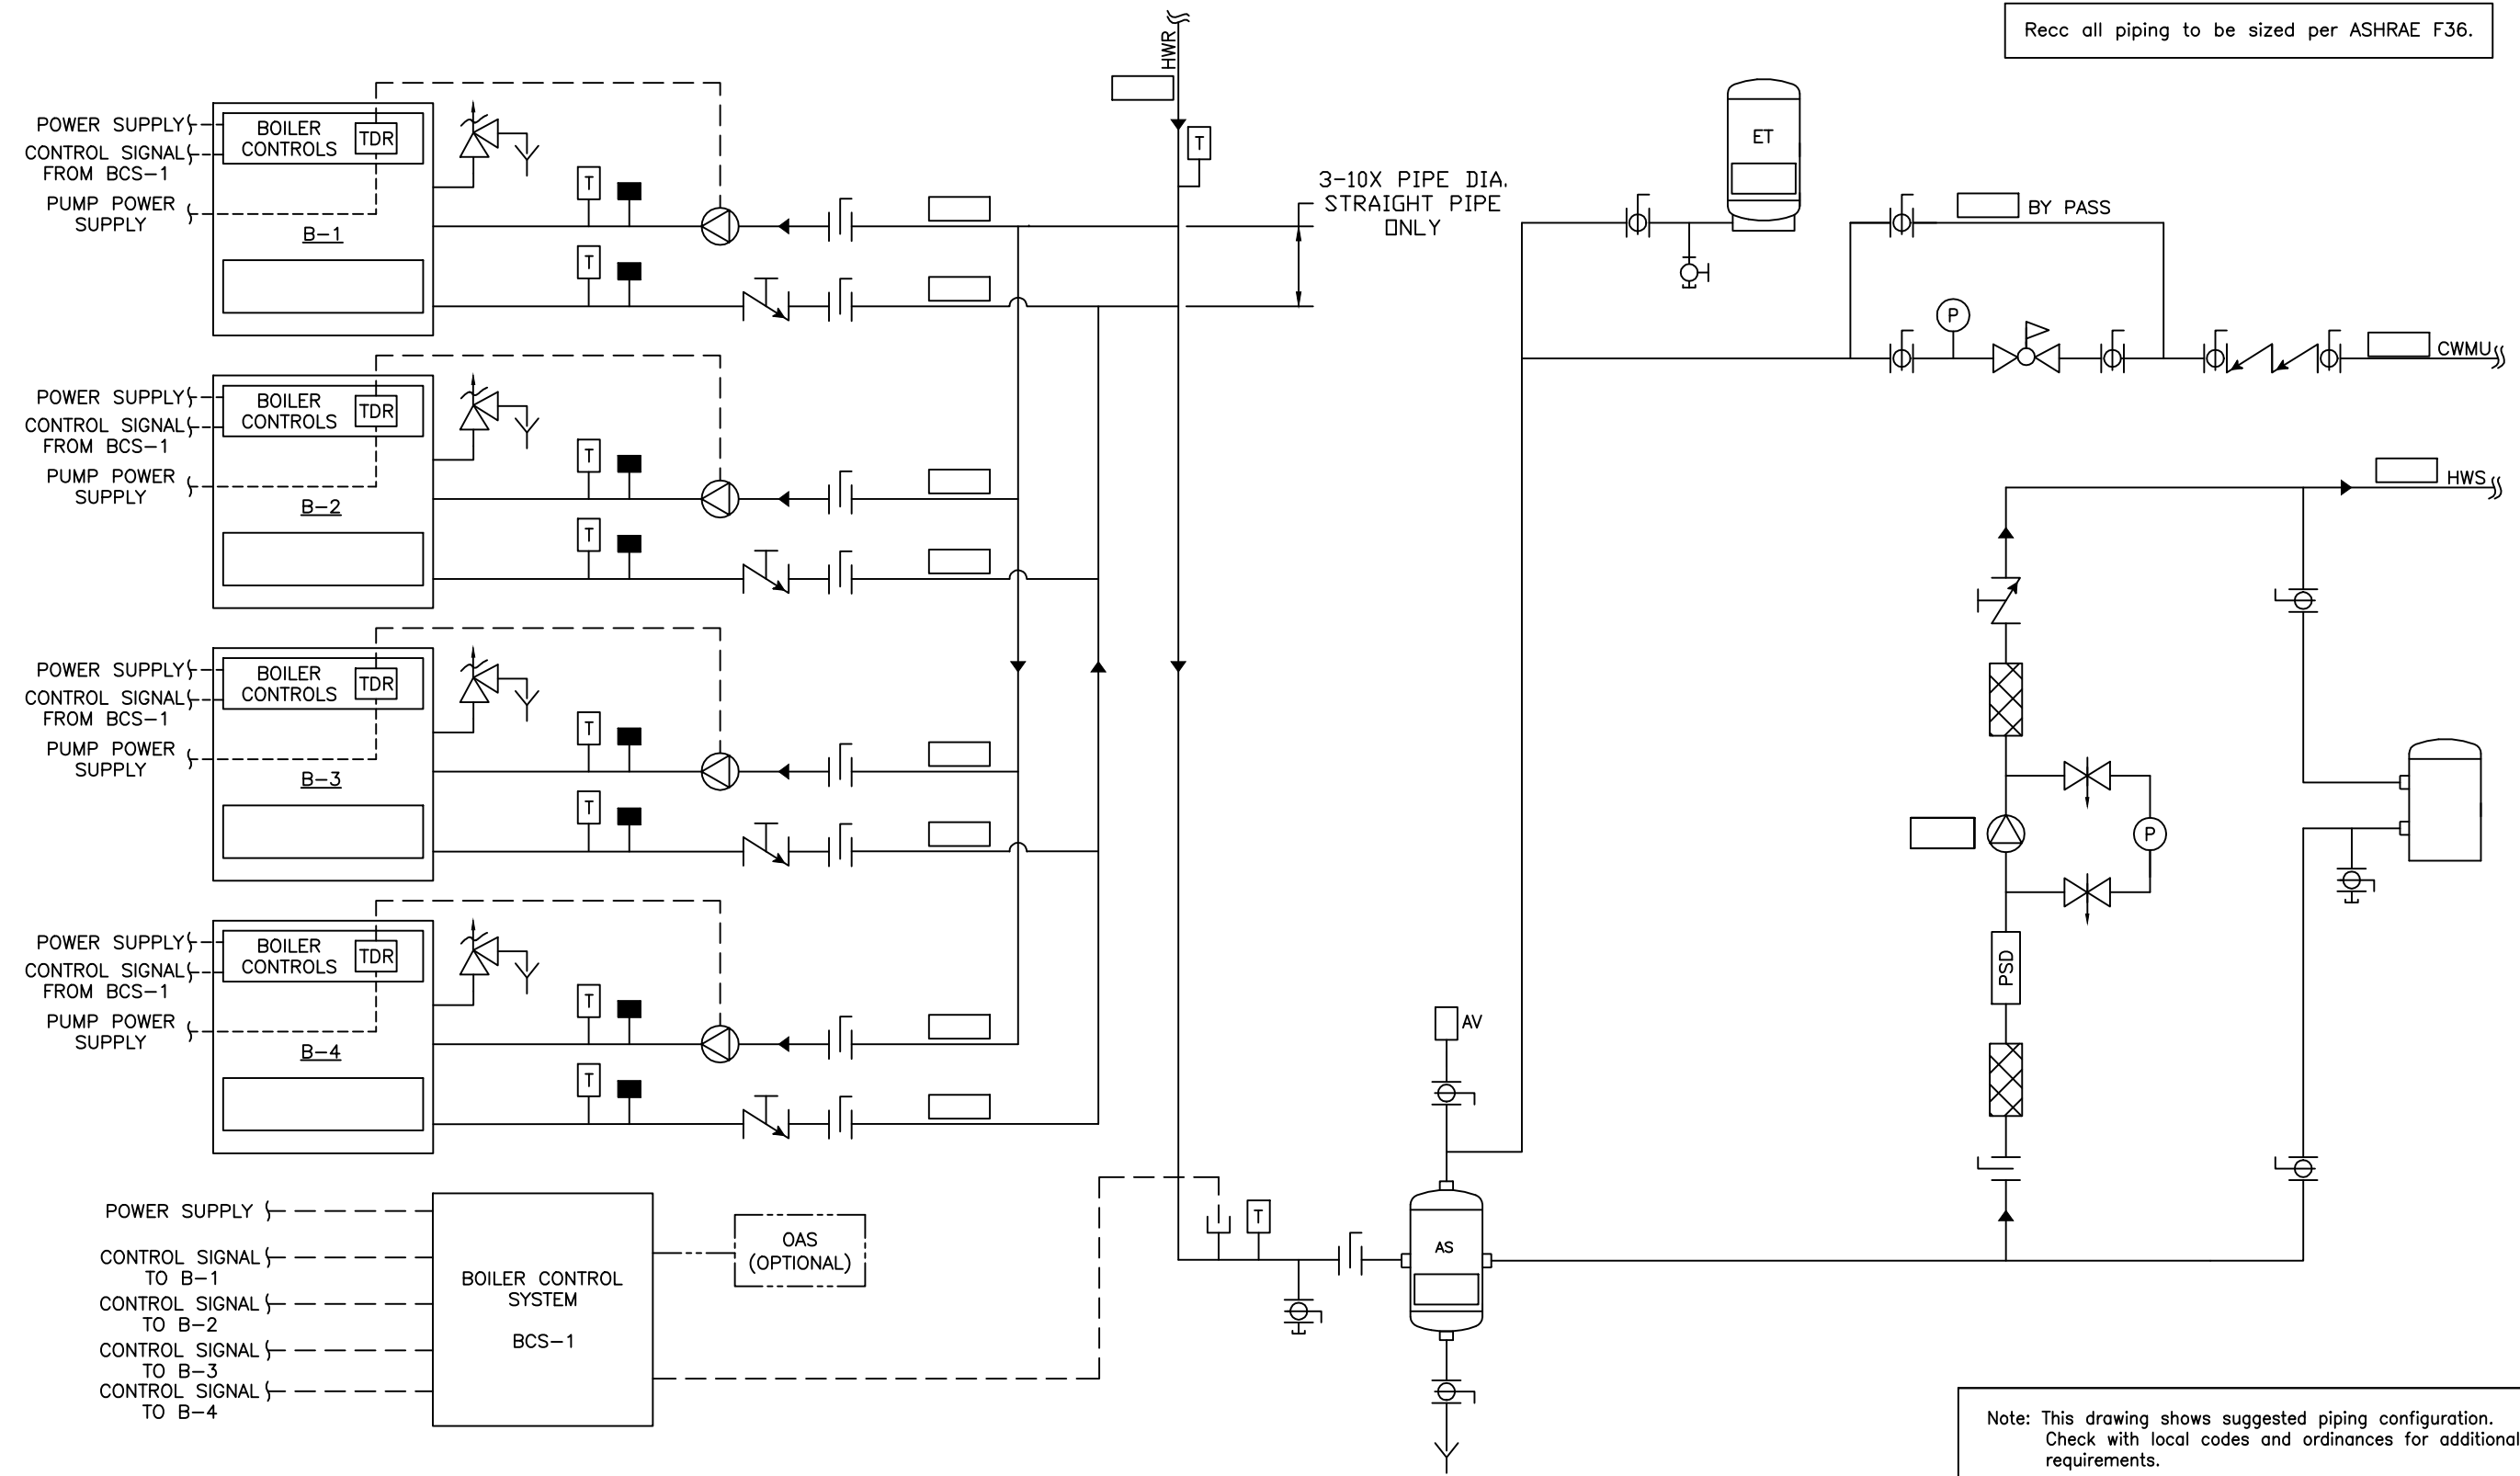 Recc all piping to be sized per ASHRAE F36.
HWR
T
3-10X PIPE DIA.
STRAIGHT PIPE
ONLY
POWER SUPPLY
CONTROL SIGNAL
FROM BCS-1
PUMP POWER
SUPPLY
BOILER
CONTROLS
TDR
B-1
T
T
POWER SUPPLY
CONTROL SIGNAL
FROM BCS-1
PUMP POWER
SUPPLY
BOILER
CONTROLS
TDR
B-2
T
T
POWER SUPPLY
CONTROL SIGNAL
FROM BCS-1
PUMP POWER
SUPPLY
BOILER
CONTROLS
TDR
B-3
T
T
POWER SUPPLY
CONTROL SIGNAL
FROM BCS-1
PUMP POWER
SUPPLY
BOILER
CONTROLS
TDR
B-4
T
T
POWER SUPPLY
CONTROL SIGNAL
TO B-1
CONTROL SIGNAL
TO B-2
CONTROL SIGNAL
TO B-3
CONTROL SIGNAL
TO B-4
BOILER CONTROL
SYSTEM
BCS-1
OAS
(OPTIONAL)
T
AV
AS
ET
BY PASS
P
CWMU
HWS
P
PSD
Note: This drawing shows suggested piping configuration.
Check with local codes and ordinances for additional
requirements.